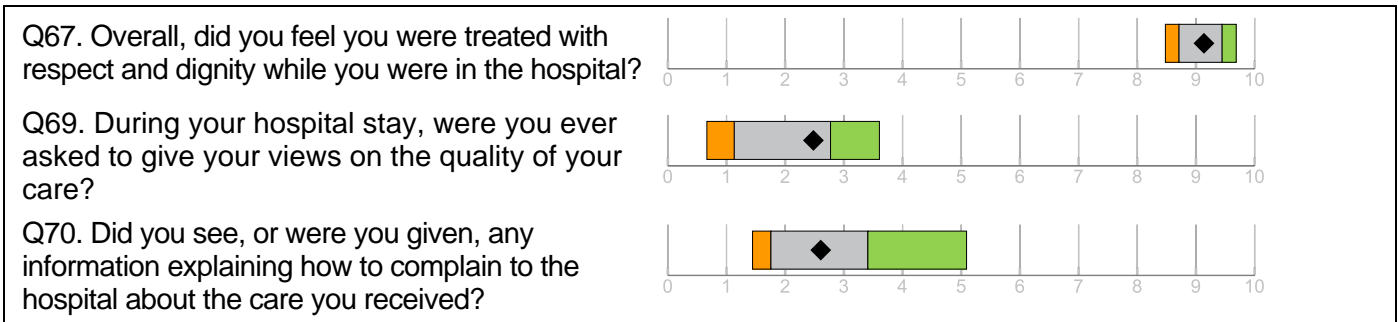 Q67. Overall, did you feel you were treated with
respect and dignity while you were in the hospital?
0 1 2 3 4 5 6 7 8 9 10
Q69. During your hospital stay, were you ever
asked to give your views on the quality of your
care?
0 1 2 3 4 5 6 7 8 9 10
Q70. Did you see, or were you given, any
information explaining how to complain to the
hospital about the care you received?
0 1 2 3 4 5 6 7 8 9 10